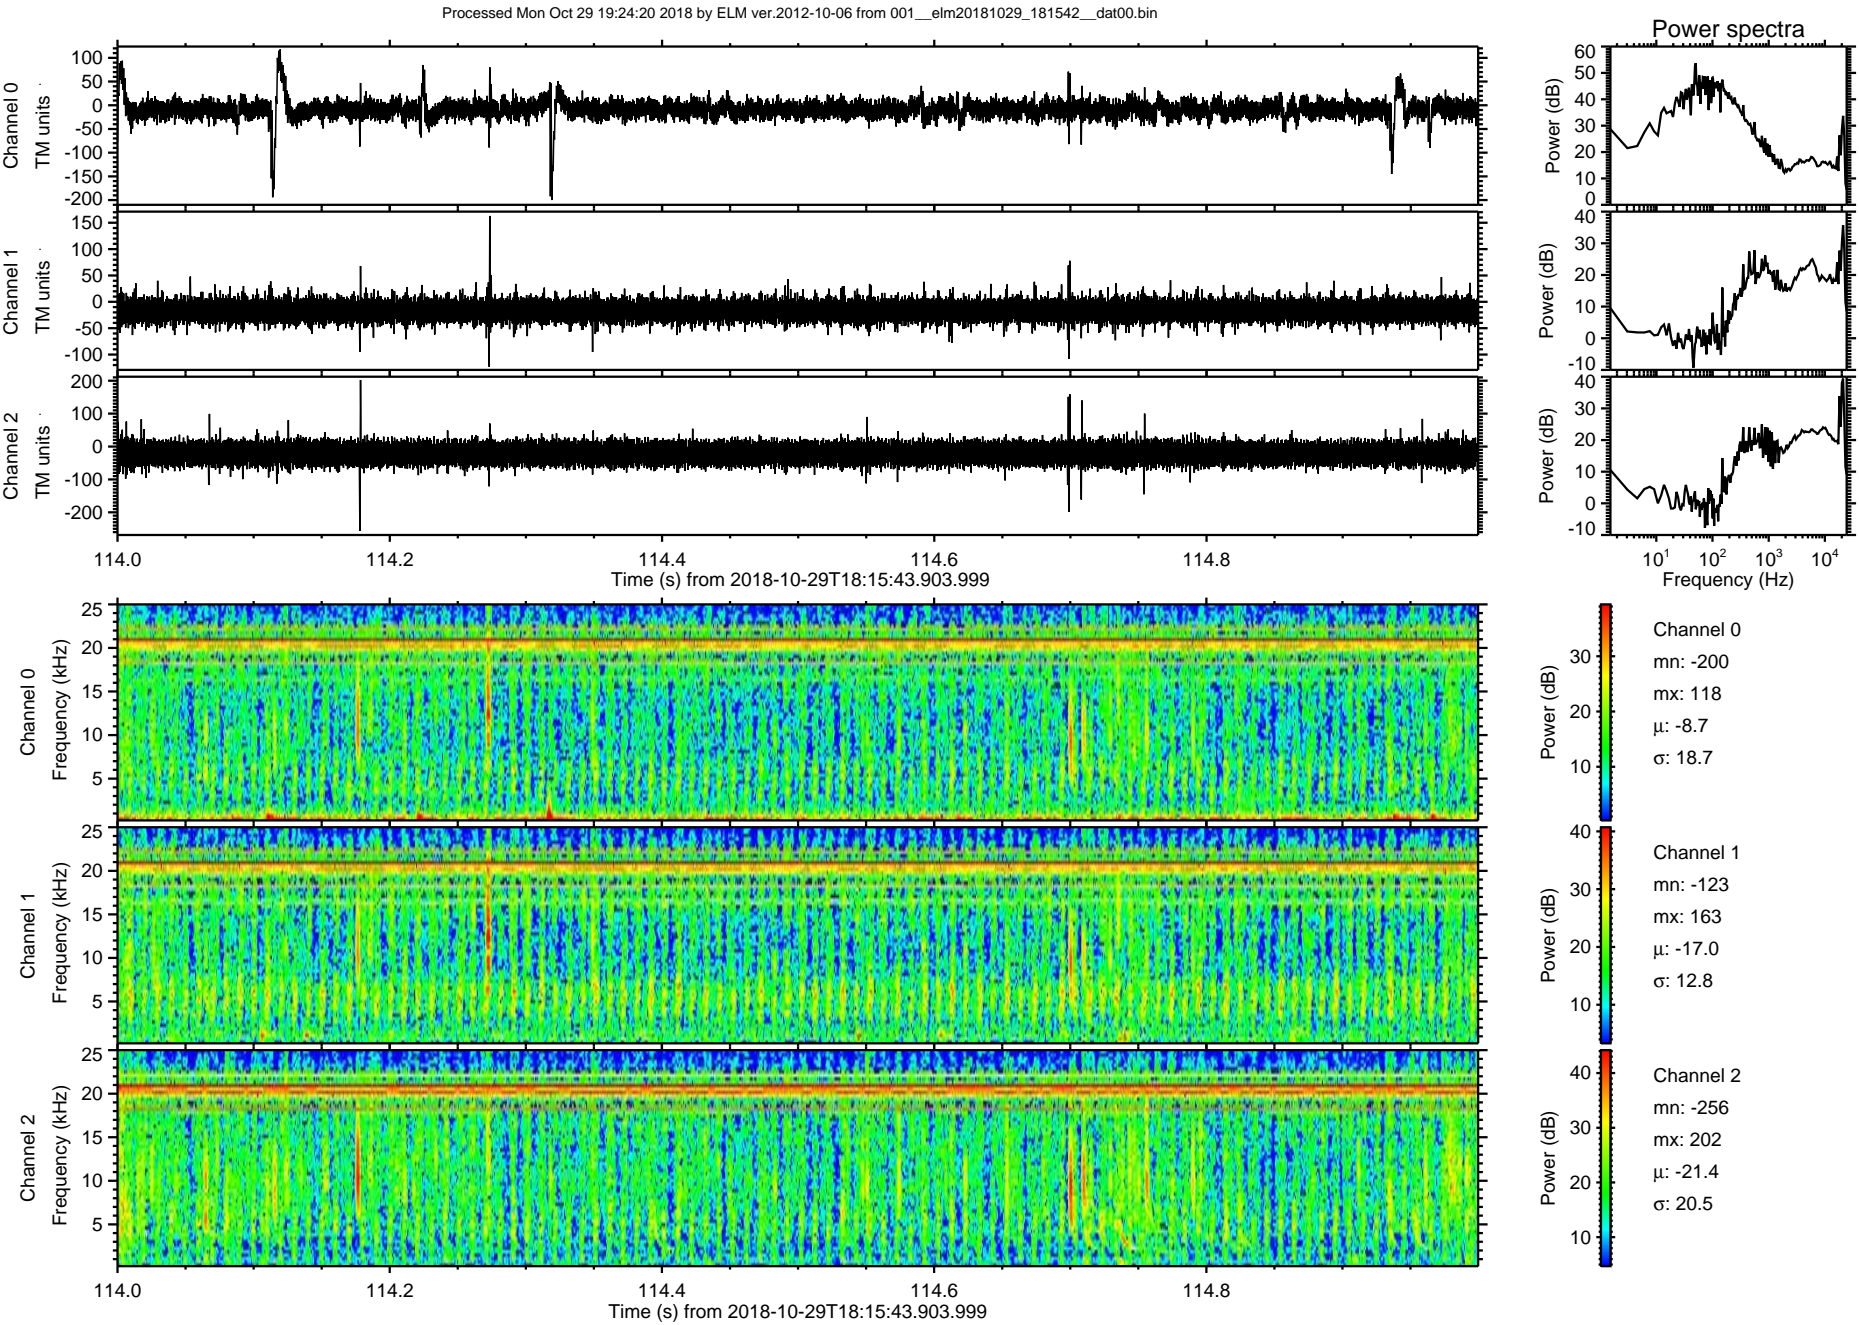 Processed Mon Oct 29 19:24:20 2018 by ELM ver.2012-10-06 from 001__elm20181029_181542__dat00.bin
Power spectra
Channel 0
TM units
100
50
0
-50
-100
-150
-200
Power (dB)
60
50
40
30
20
10
0
Channel 1
TM units
150
100
50
0
-50
-100
Power (dB)
40
30
20
10
0
-10
Channel 2
TM units
200
100
0
-100
-200
Power (dB)
40
30
20
10
0
-10
114.0 114.2 114.4 114.6 114.8
Time (s) from 2018-10-29T18:15:43.903.999
10¹ 10² 10³ 10⁴
Frequency (Hz)
Channel 0
Frequency (kHz)
25
20
15
10
5
Power (dB)
30
20
10
Channel 0
mn: -200
mx: 118
μ: -8.7
σ: 18.7
Channel 1
Frequency (kHz)
25
20
15
10
5
Power (dB)
40
30
20
10
Channel 1
mn: -123
mx: 163
μ: -17.0
σ: 12.8
Channel 2
Frequency (kHz)
25
20
15
10
5
Power (dB)
40
30
20
10
Channel 2
mn: -256
mx: 202
μ: -21.4
σ: 20.5
114.0 114.2 114.4 114.6 114.8
Time (s) from 2018-10-29T18:15:43.903.999